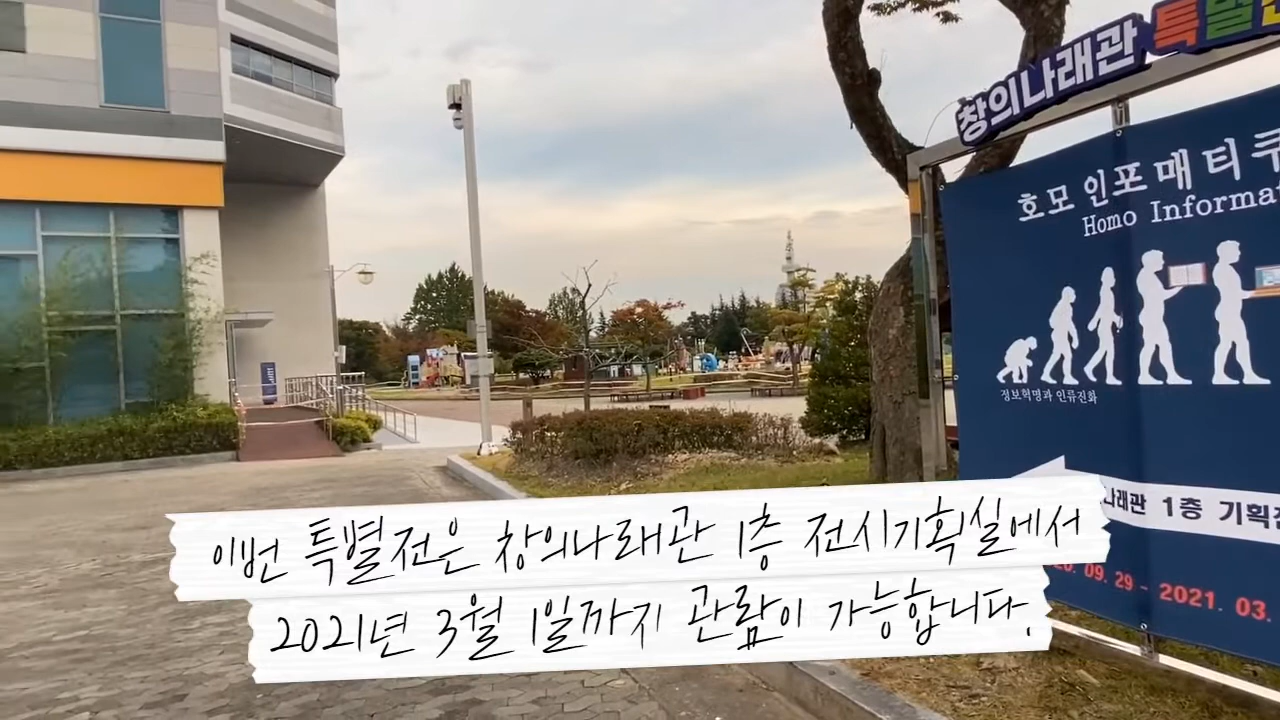 창의나래관 특별
호모 인포매티
Homo Informa
정보혁명과 인류진화
나래관 1층 기획
09. 29 - 2021. 03.
이번 특별전은 창의나래관 1층 전시기획실에서
2021년 3월 1일까지 관람이 가능합니다.